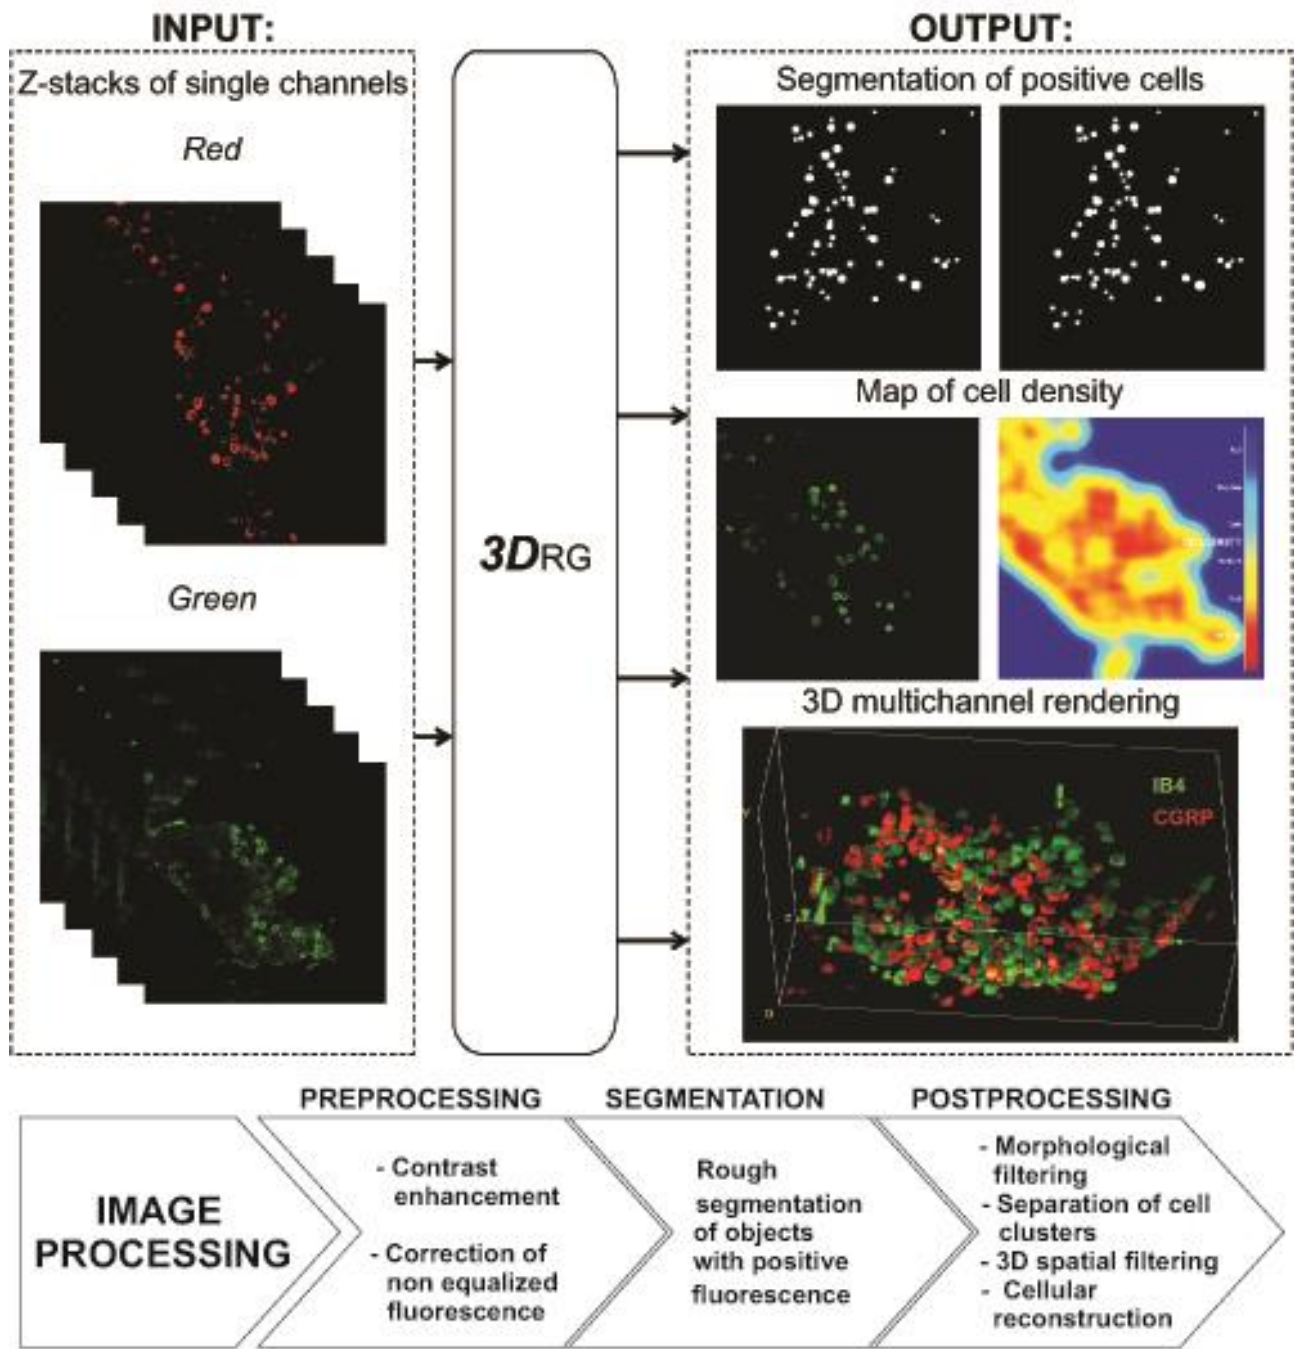 INPUT:
Z-stacks of single channels
Red
Green
3DRG
OUTPUT:
Segmentation of positive cells
Map of cell density
3D multichannel rendering
IB4
CGRP
IMAGE
PROCESSING
PREPROCESSING
- Contrast
enhancement
- Correction of
non equalized
fluorescence
SEGMENTATION
Rough
segmentation
of objects
with positive
fluorescence
POSTPROCESSING
- Morphological
filtering
- Separation of cell
clusters
- 3D spatial filtering
- Cellular
reconstruction